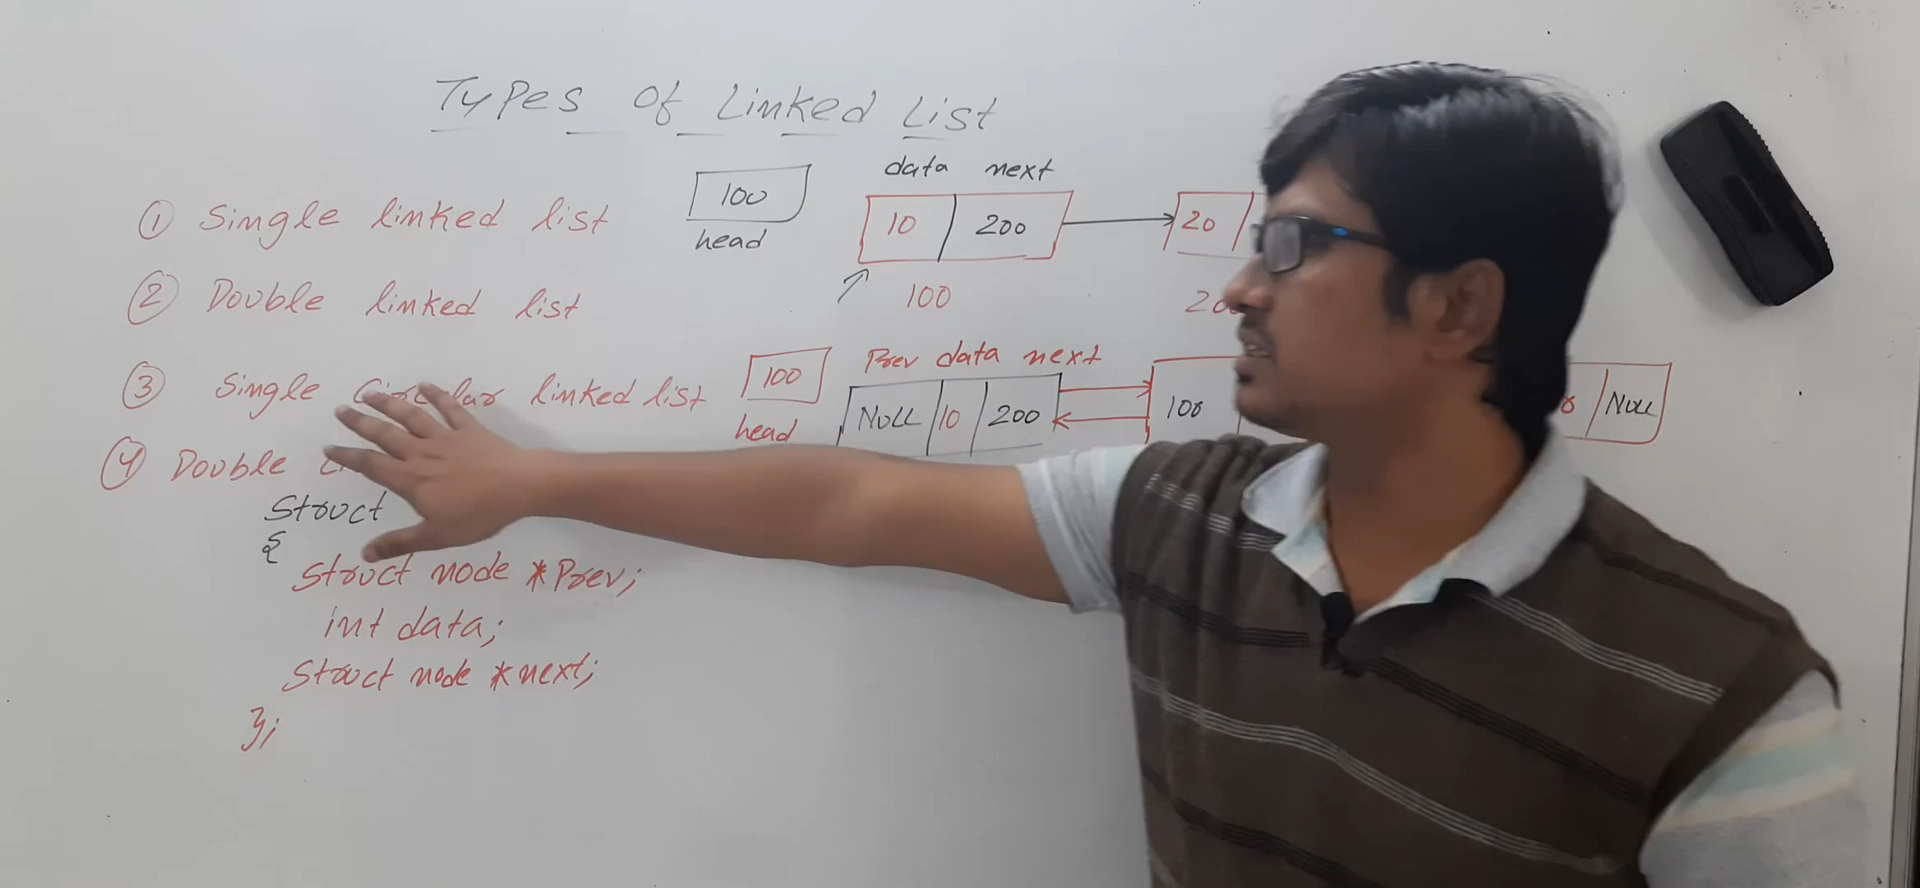 Types of Linked List
① Single linked list
② Double linked list
③ Single linked list
④ Double
Struct
{
Struct node *Prev;
int data;
Struct node *next;
};
data next
100
head
10 200
20
100
Prev data next
100
head
NULL 10 200
100
NULL